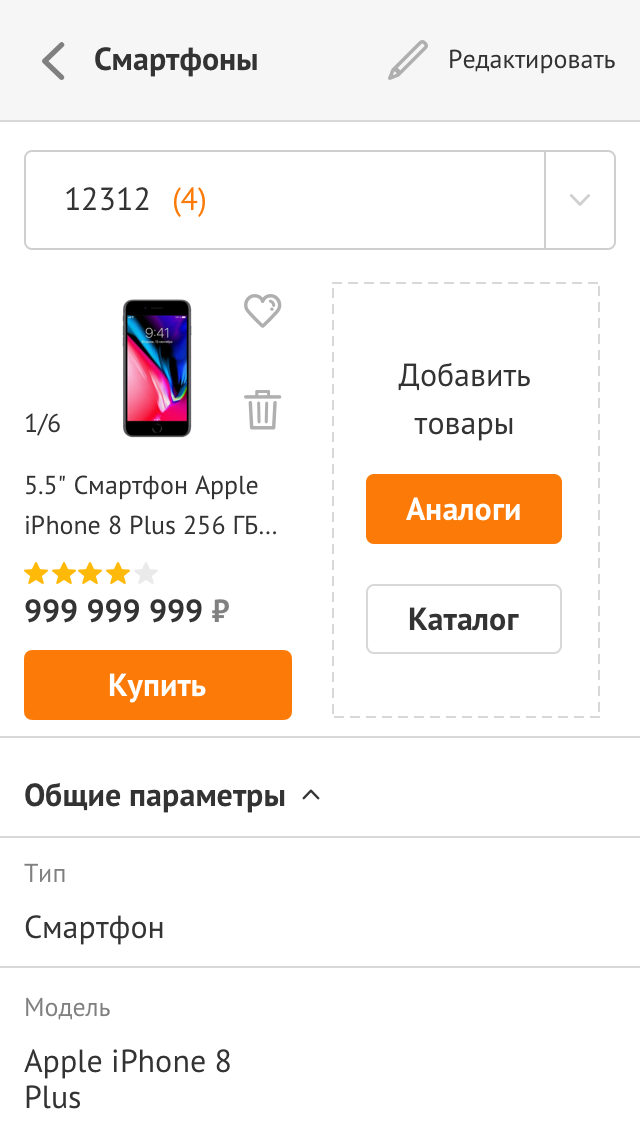 Смартфоны
Редактировать
12312 (4)
9:41
1/6
5.5" Смартфон Apple
iPhone 8 Plus 256 ГБ...
999 999 999 ₽
Купить
Добавить
товары
Аналоги
Каталог
Общие параметры
Тип
Смартфон
Модель
Apple iPhone 8
Plus